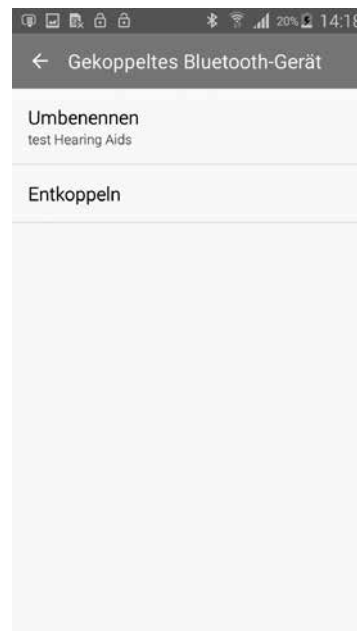 20% 14:18
Gekoppeltes Bluetooth-Gerät
Umbenennen
test Hearing Aids
Entkoppeln